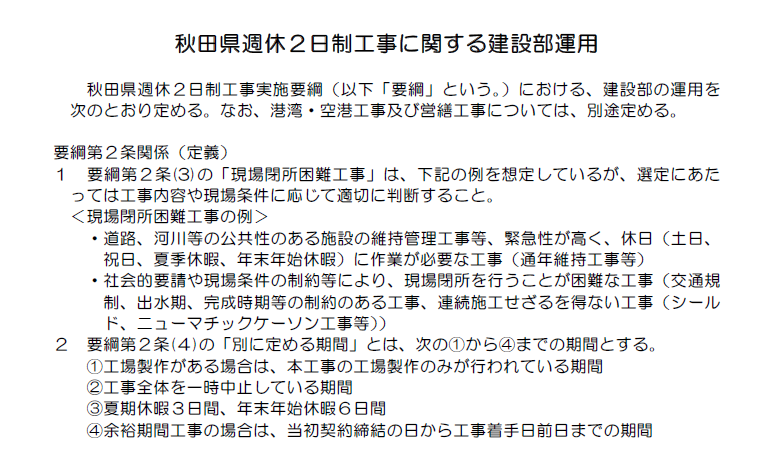 秋田県週休２日制工事に関する建設部運用
秋田県週休２日制工事実施要綱（以下「要綱」という。）における、建設部の運用を
次のとおり定める。なお、港湾・空港工事及び営繕工事については、別途定める。
要綱第２条関係（定義）
１　要綱第２条(3)の「現場閉所困難工事」は、下記の例を想定しているが、選定にあた
っては工事内容や現場条件に応じて適切に判断すること。
＜現場閉所困難工事の例＞
・道路、河川等の公共性のある施設の維持管理工事等、緊急性が高く、休日（土日、
祝日、夏季休暇、年末年始休暇）に作業が必要な工事（通年維持工事等）
・社会的要請や現場条件の制約等により、現場閉所を行うことが困難な工事（交通規
制、出水期、完成時期等の制約のある工事、連続施工せざるを得ない工事（シール
ド、ニューマチックケーソン工事等））
２　要綱第２条(4)の「別に定める期間」とは、次の①から④までの期間とする。
①工場製作がある場合は、本工事の工場製作のみが行われている期間
②工事全体を一時中止している期間
③夏期休暇３日間、年末年始休暇６日間
④余裕期間工事の場合は、当初契約締結の日から工事着手日前日までの期間